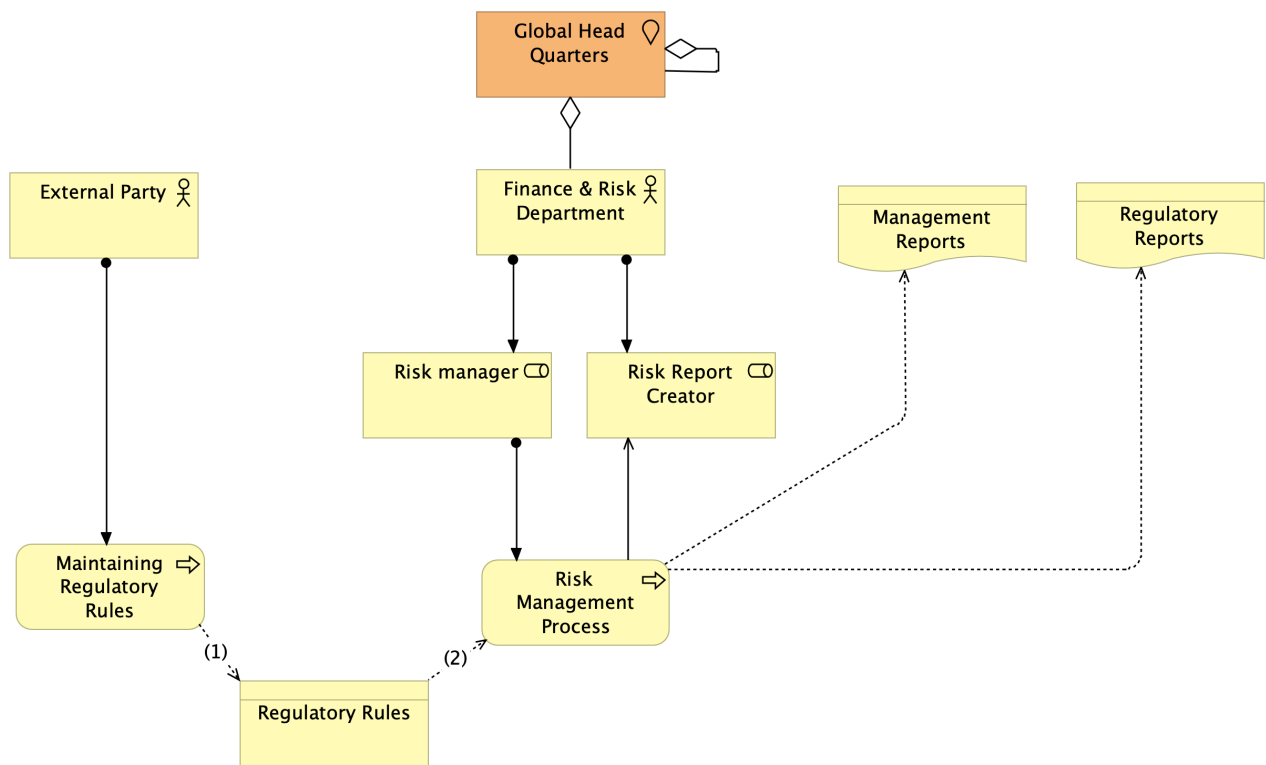 Global Head
Quarters
External Party
Finance & Risk
Department
Management
Reports
Regulatory
Reports
Risk manager
Risk Report
Creator
Maintaining
Regulatory
Rules
Risk
Management
Process
(1)
(2)
Regulatory Rules